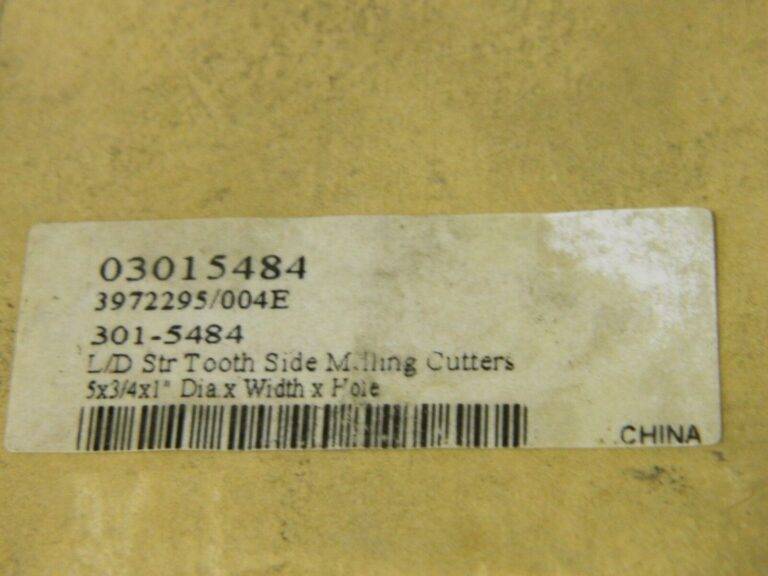 03015484
3972295/004E
301-5484
L/D Str Tooth Side Milling Cutters
5x3/4x1" Dia.x Width x Hole
CHINA